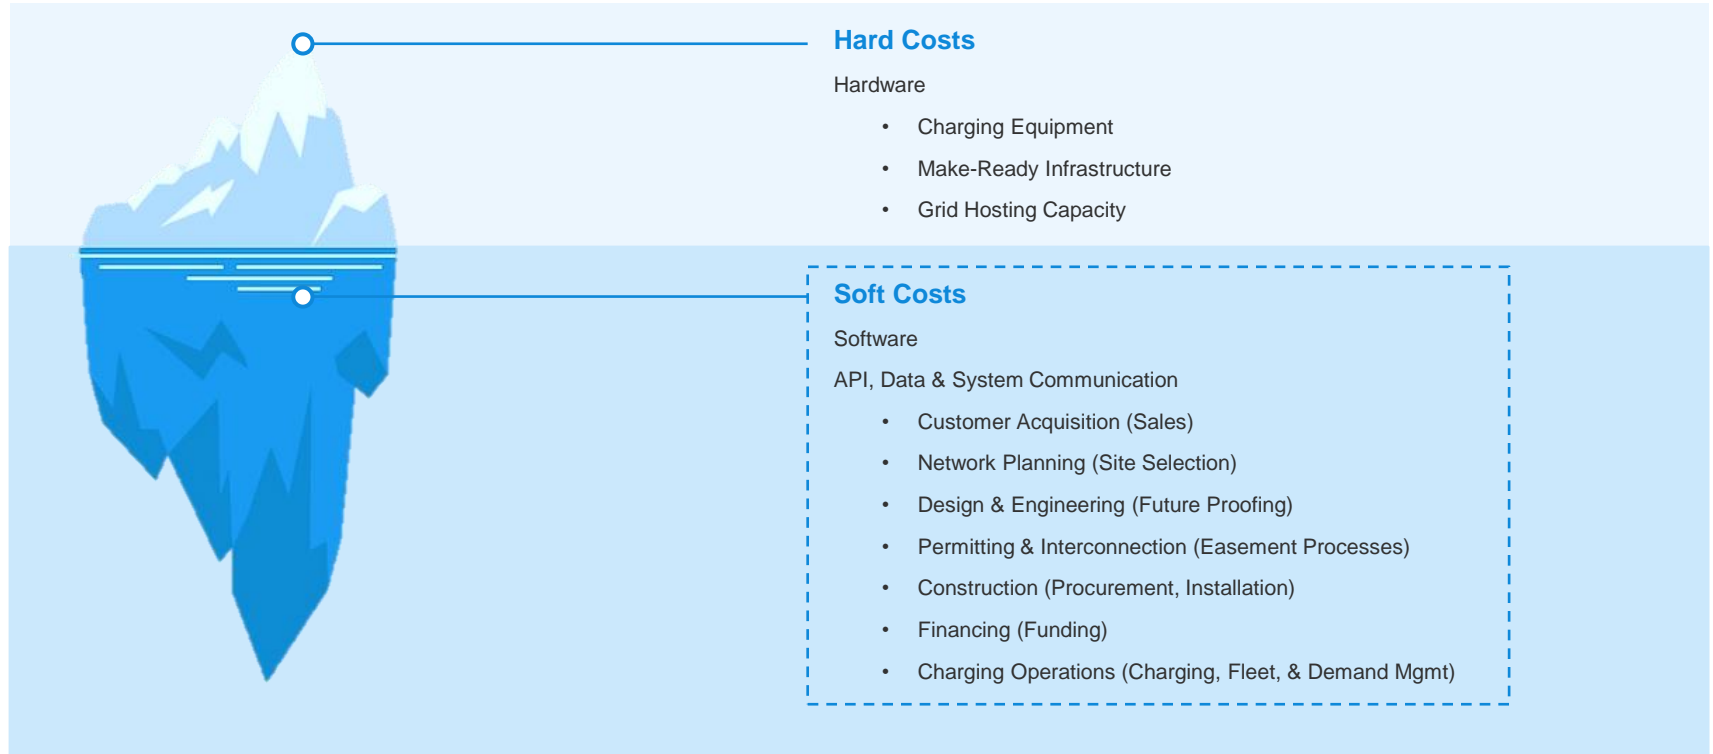 Hard Costs
Hardware
• Charging Equipment
• Make-Ready Infrastructure
• Grid Hosting Capacity
Soft Costs
Software
API, Data & System Communication
• Customer Acquisition (Sales)
• Network Planning (Site Selection)
• Design & Engineering (Future Proofing)
• Permitting & Interconnection (Easement Processes)
• Construction (Procurement, Installation)
• Financing (Funding)
• Charging Operations (Charging, Fleet, & Demand Mgmt)